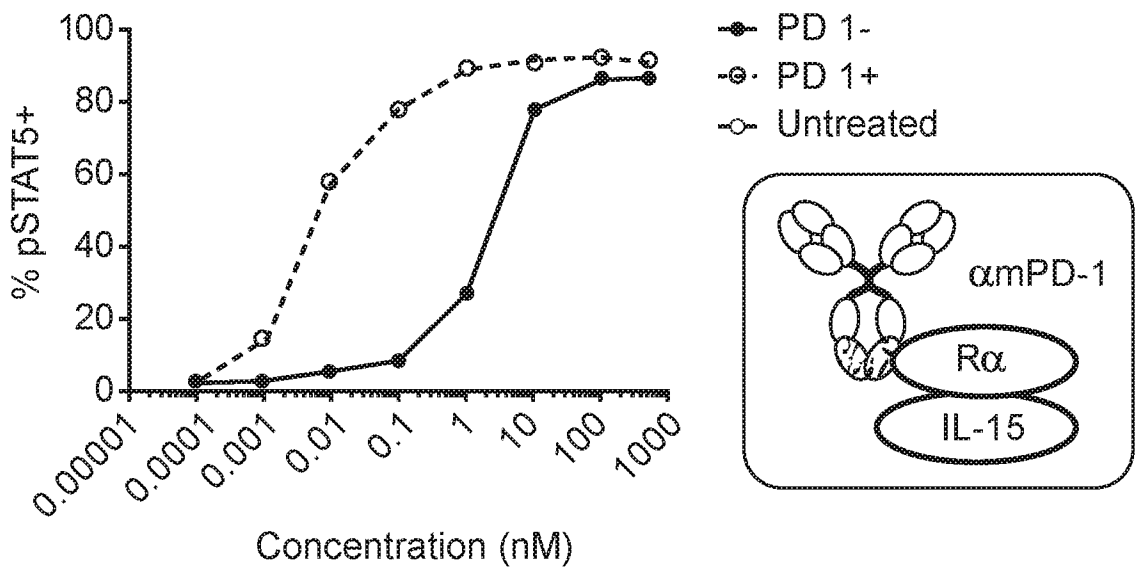 % pSTAT5+
100
80
60
40
20
0
0.00001
0.0001
0.001
0.01
0.1
1
10
100
1000
Concentration (nM)
PD 1-
PD 1+
Untreated
αmPD-1
Rα
IL-15